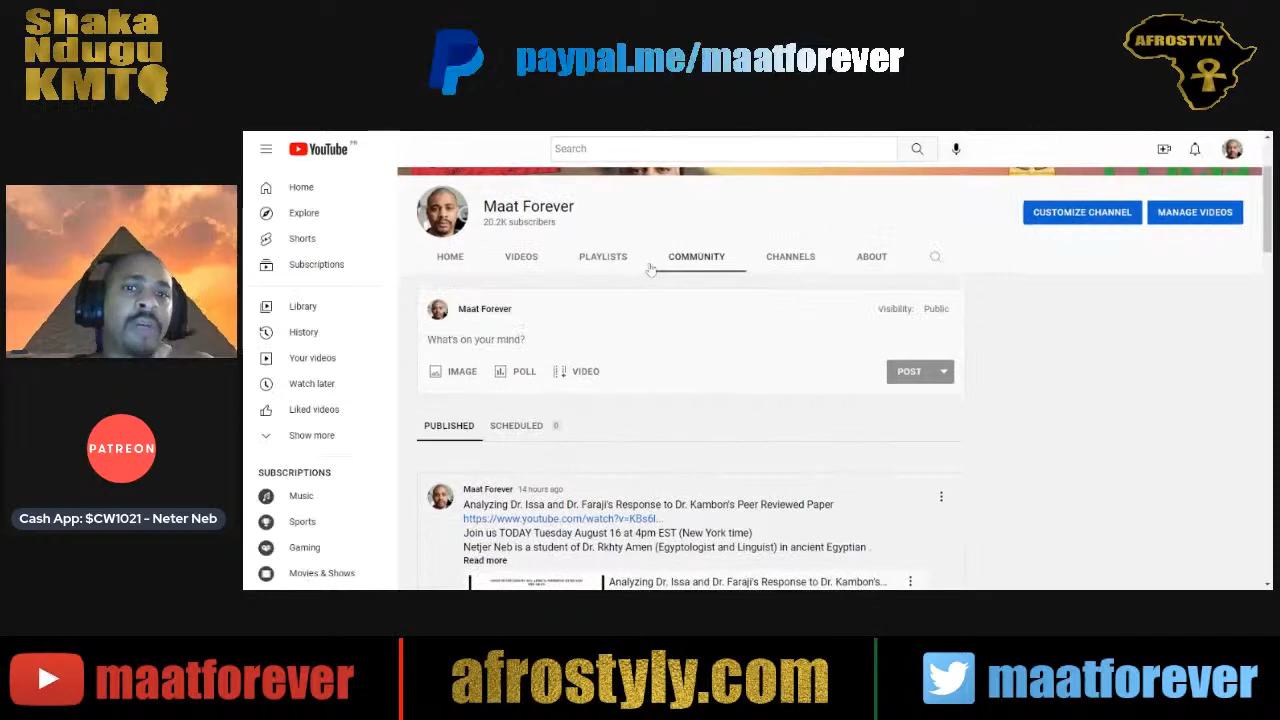 Shaka
Ndugu
KMT
paypal.me/maatforever
AFROSTYLY
YouTube
Search
Home
Explore
Shorts
Subscriptions
Library
History
Your videos
Watch later
Liked videos
Show more
SUBSCRIPTIONS
Music
Sports
Gaming
Movies & Shows
Maat Forever
20.2K subscribers
CUSTOMIZE CHANNEL
MANAGE VIDEOS
HOME
VIDEOS
PLAYLISTS
COMMUNITY
CHANNELS
ABOUT
Maat Forever
Visibility: Public
What's on your mind?
IMAGE
POLL
VIDEO
POST
PUBLISHED
SCHEDULED 0
Maat Forever 14 hours ago
Analyzing Dr. Issa and Dr. Faraji's Response to Dr. Kambon's Peer Reviewed Paper
https://www.youtube.com/watch?v=KBs6I...
Join us TODAY Tuesday August 16 at 4pm EST (New York time)
Netjer Neb is a student of Dr. Rkhty Amen (Egyptologist and Linguist) in ancient Egyptian
Read more
Analyzing Dr. Issa and Dr. Faraji's Response to Dr. Kambon's...
PATREON
Cash App: $CW1021 - Neter Neb
maatforever
afrostyly.com
maatforever